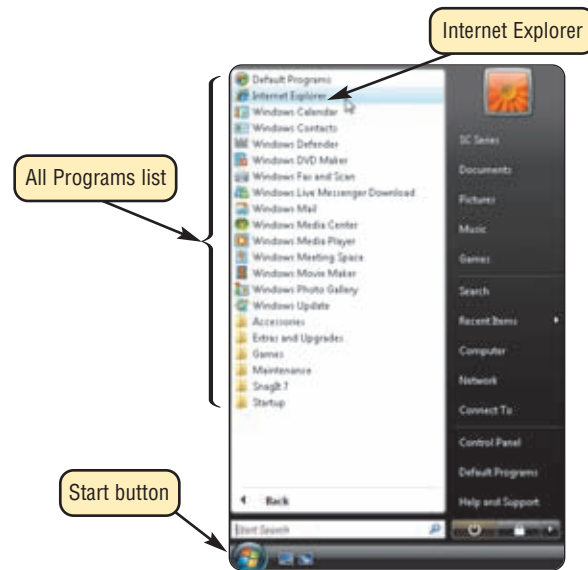 Internet Explorer
Default Programs
Internet Explorer
Windows Calendar
Windows Contacts
Windows Defender
Windows DVD Maker
Windows Fax and Scan
Windows Live Messenger Download
Windows Mail
Windows Media Center
Windows Media Player
Windows Meeting Space
Windows Movie Maker
Windows Photo Gallery
Windows Update
Accessories
Extras and Upgrades
Games
Maintenance
SnagIt 7
Startup
Back
Start Search
SC Series
Documents
Pictures
Music
Games
Search
Recent Items
Computer
Network
Connect To
Control Panel
Default Programs
Help and Support
All Programs list
Start button